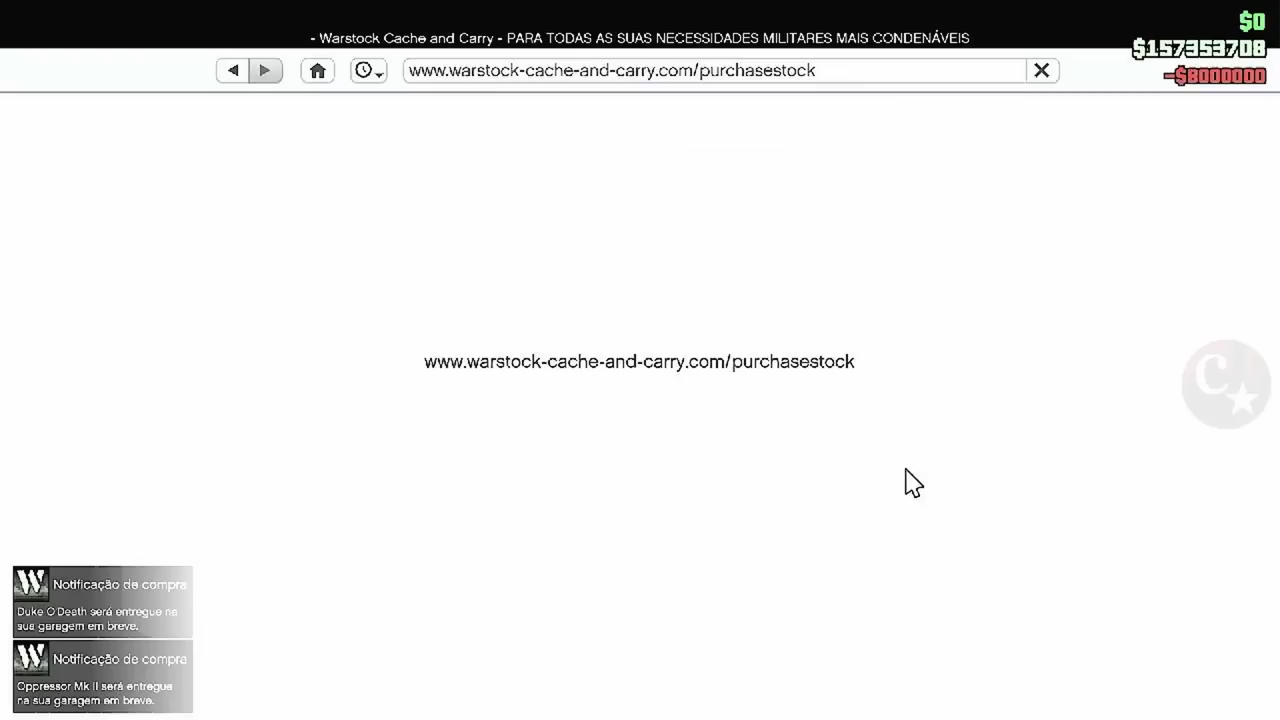 - Warstock Cache and Carry - PARA TODAS AS SUAS NECESSIDADES MILITARES MAIS CONDENÁVEIS
$0
$157353708
-$8000000
www.warstock-cache-and-carry.com/purchasestock
www.warstock-cache-and-carry.com/purchasestock
C
W
Notificação de compra
Duke O'Death será entregue na
sua garagem em breve.
W
Notificação de compra
Oppressor Mk II será entregue
na sua garagem em breve.